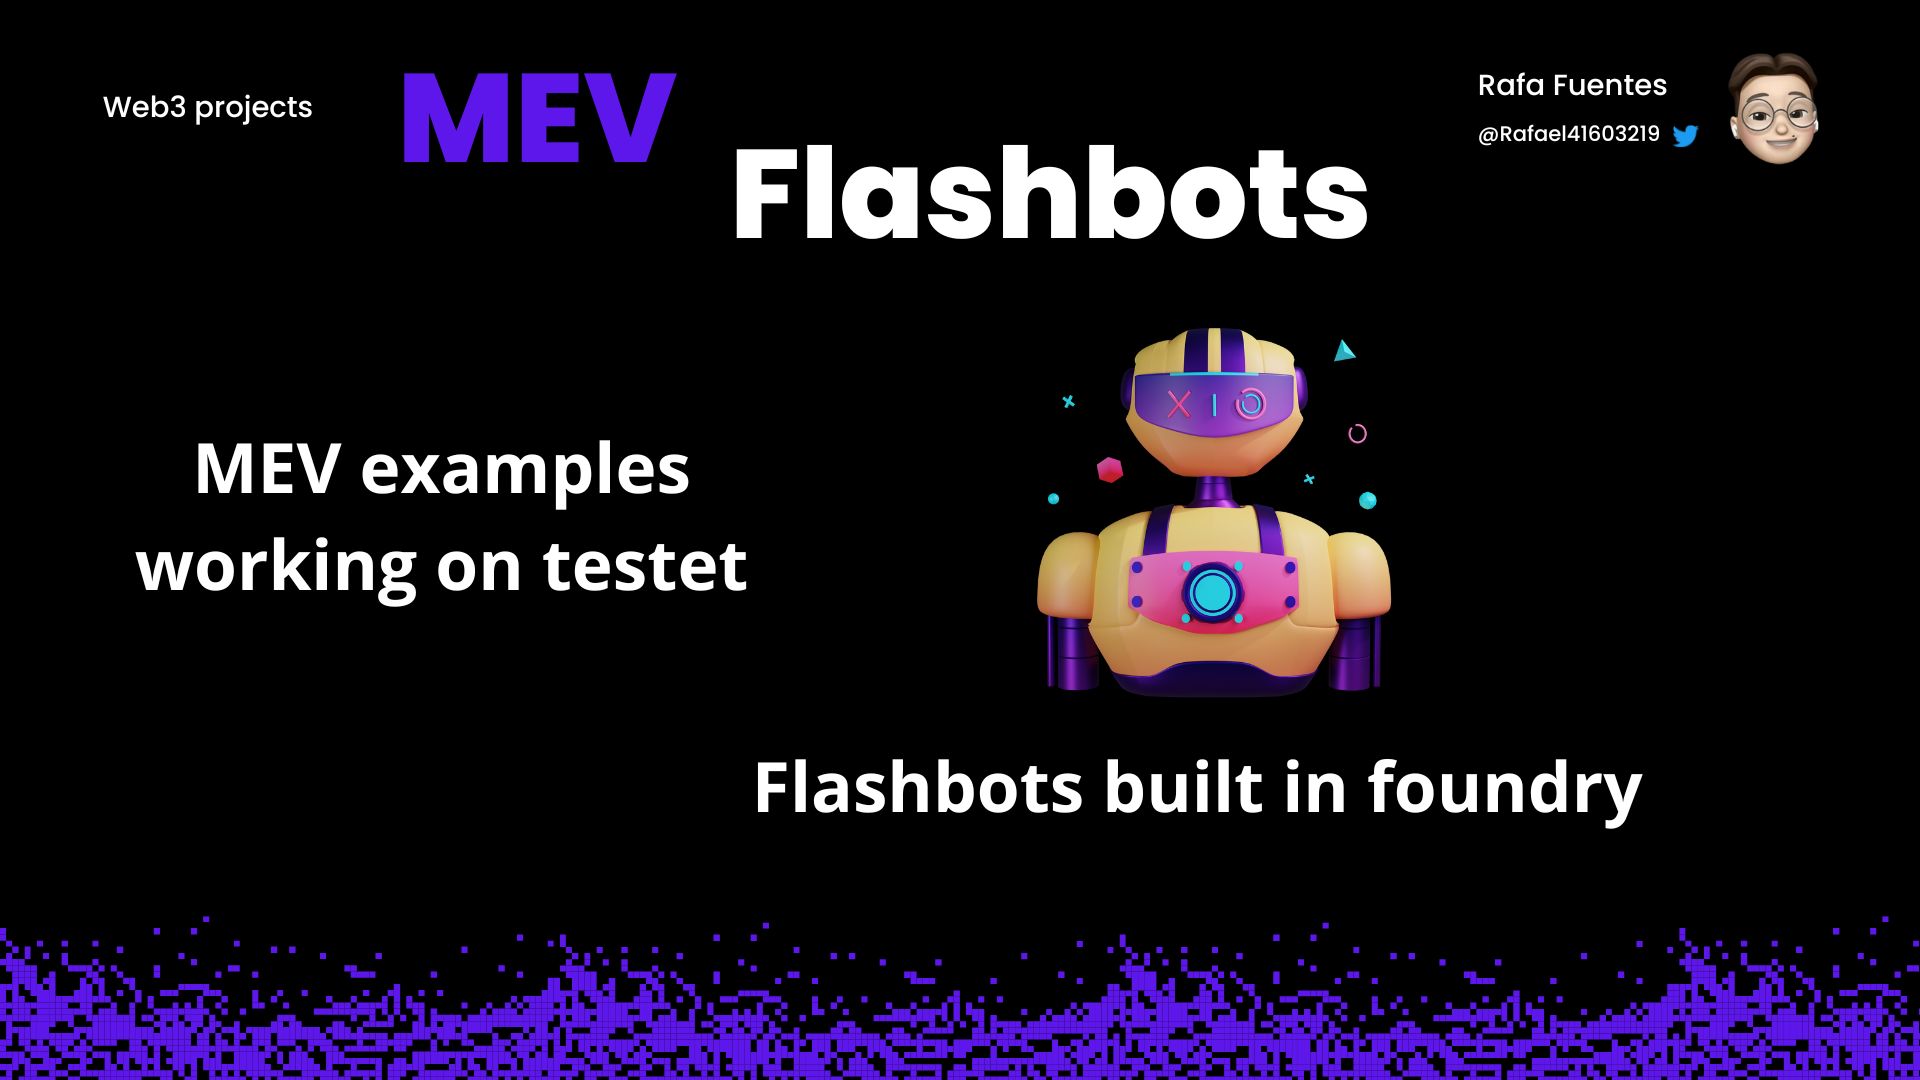 Web3 projects
MEV
Flashbots
Rafa Fuentes
@Rafael41603219
MEV examples
working on testet
Flashbots built in foundry